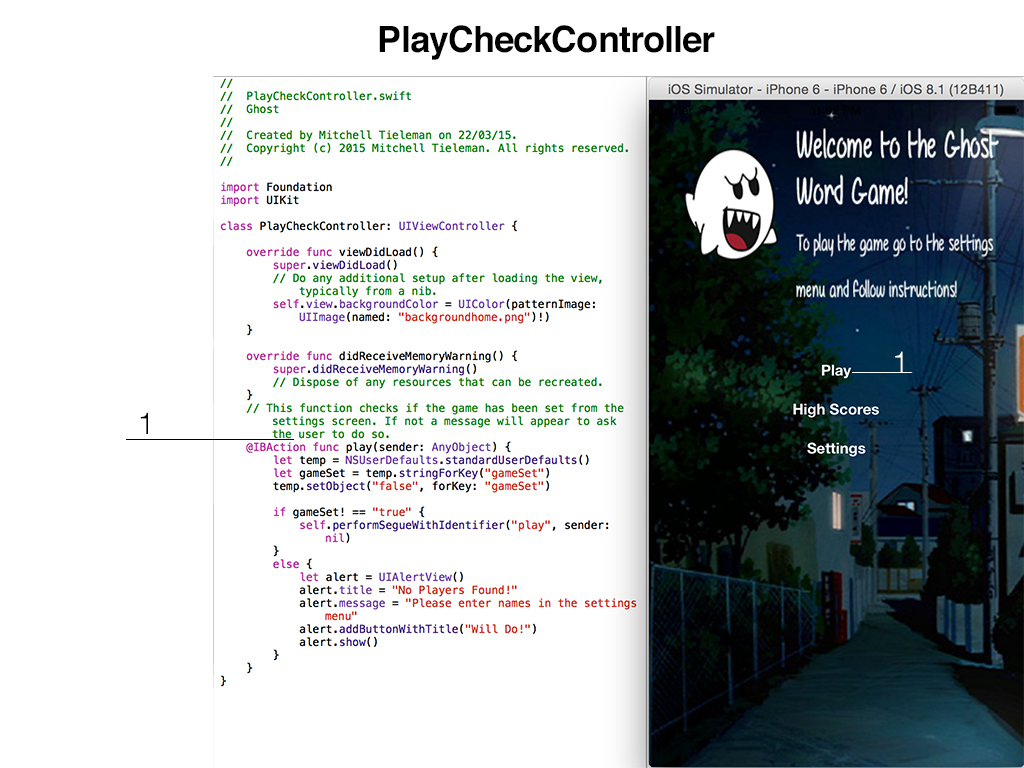 PlayCheckController
//
//  PlayCheckController.swift
//  Ghost
//
//  Created by Mitchell Tieleman on 22/03/15.
//  Copyright (c) 2015 Mitchell Tieleman. All rights reserved.
//
import Foundation
import UIKit
class PlayCheckController: UIViewController {
override func viewDidLoad() {
super.viewDidLoad()
// Do any additional setup after loading the view,
typically from a nib.
self.view.backgroundColor = UIColor(patternImage:
UIImage(named: "backgroundhome.png")!)
}
override func didReceiveMemoryWarning() {
super.didReceiveMemoryWarning()
// Dispose of any resources that can be recreated.
}
// This function checks if the game has been set from the
settings screen. If not a message will appear to ask
the user to do so.
1
@IBAction func play(sender: AnyObject) {
let temp = NSUserDefaults.standardUserDefaults()
let gameSet = temp.stringForKey("gameSet")
temp.setObject("false", forKey: "gameSet")
if gameSet! == "true" {
self.performSegueWithIdentifier("play", sender:
nil)
}
else {
let alert = UIAlertView()
alert.title = "No Players Found!"
alert.message = "Please enter names in the settings
menu"
alert.addButtonWithTitle("Will Do!")
alert.show()
}
}
}
iOS Simulator - iPhone 6 - iPhone 6 / iOS 8.1 (12B411)
Welcome to the Ghost
Word Game!
To play the game go to the settings
menu and follow instructions!
Play 1
High Scores
Settings